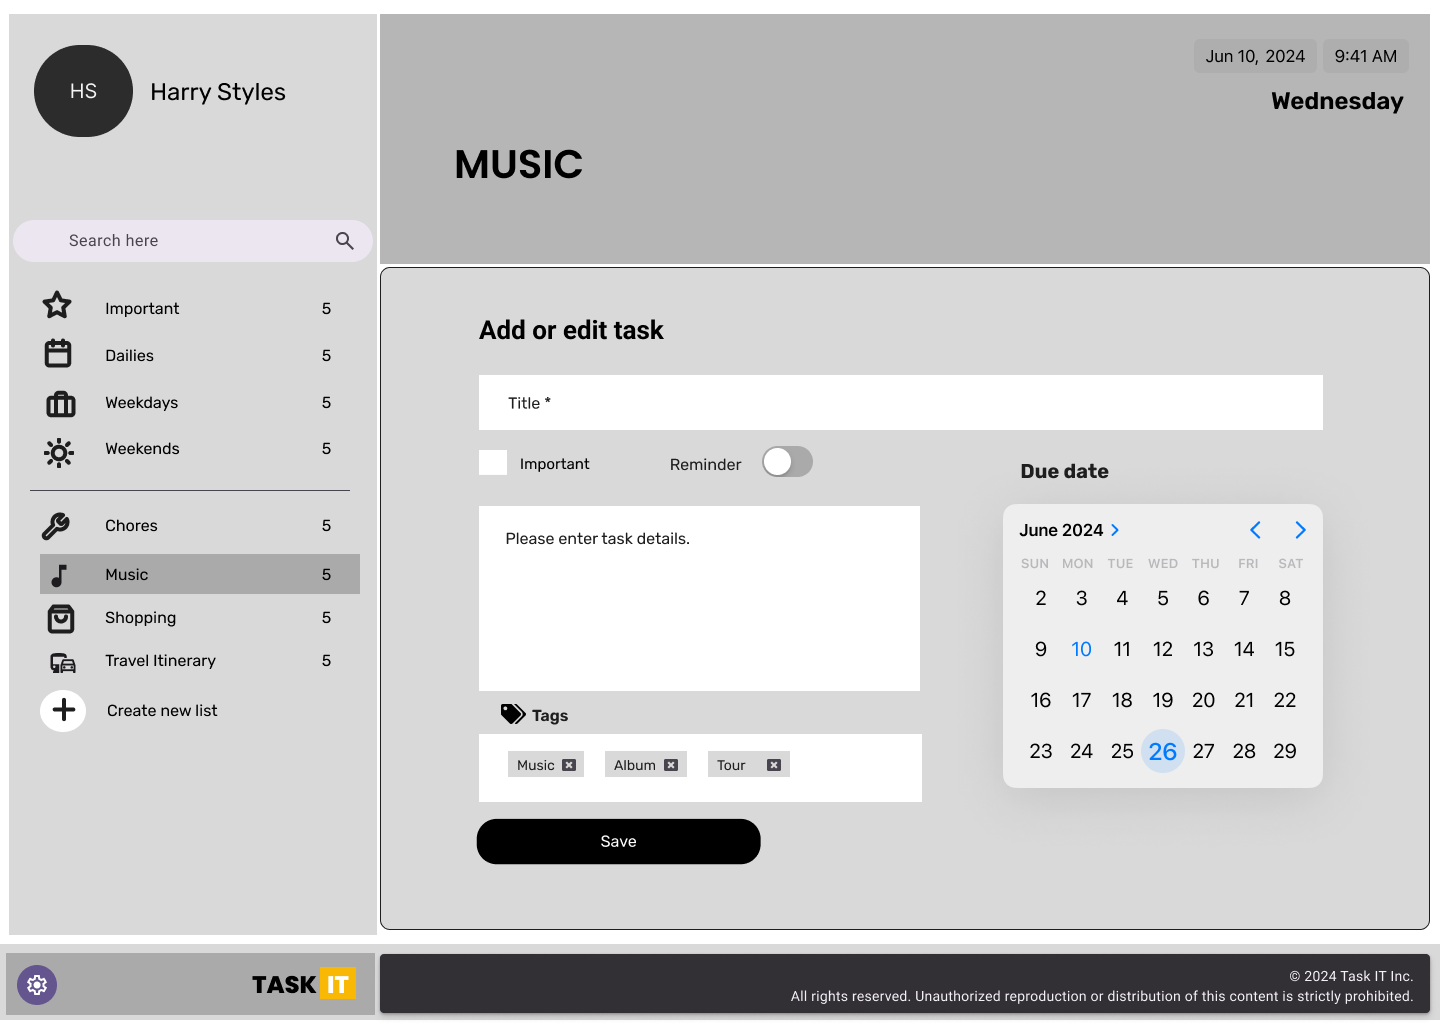 HS
Harry Styles
Search here
Important 5
Dailies 5
Weekdays 5
Weekends 5
Chores 5
Music 5
Shopping 5
Travel Itinerary 5
Create new list
TASK IT
Jun 10, 2024 9:41 AM
Wednesday
MUSIC
Add or edit task
Title *
Important Reminder
Please enter task details.
Tags
Music Album Tour
Save
Due date
June 2024
SUN MON TUE WED THU FRI SAT
2 3 4 5 6 7 8
9 10 11 12 13 14 15
16 17 18 19 20 21 22
23 24 25 26 27 28 29
© 2024 Task IT Inc.
All rights reserved. Unauthorized reproduction or distribution of this content is strictly prohibited.